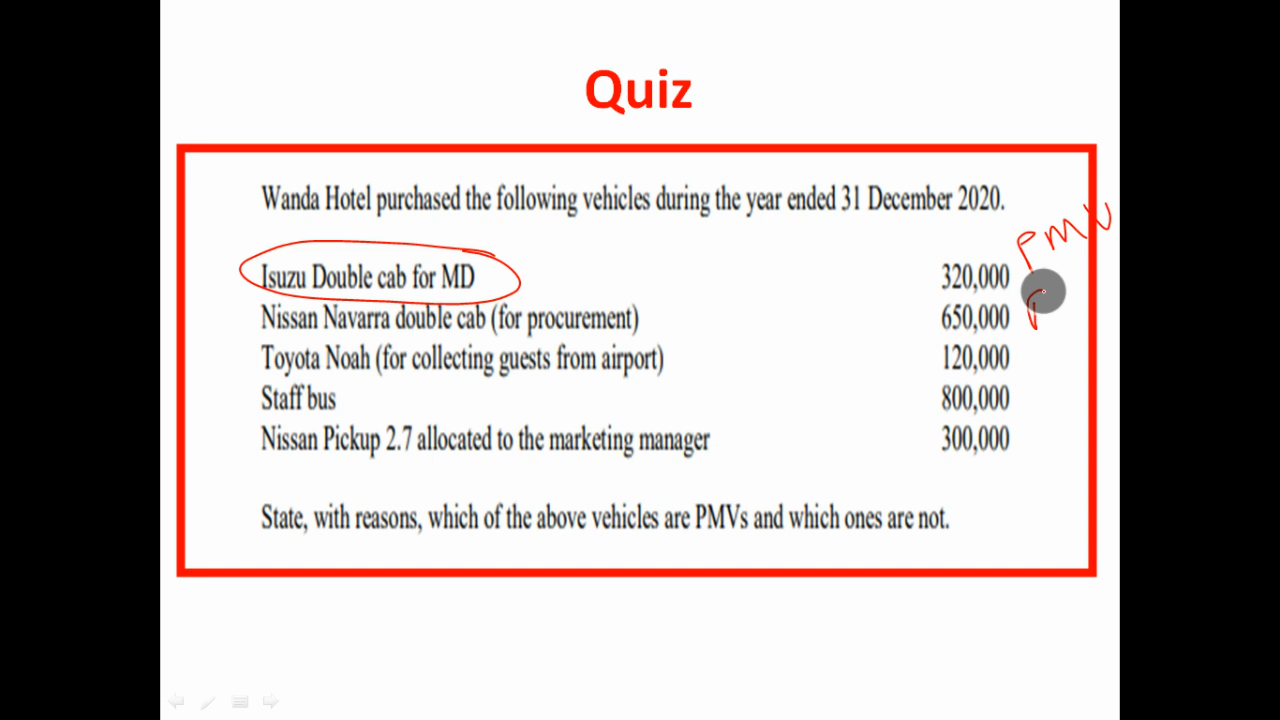 Quiz
Wanda Hotel purchased the following vehicles during the year ended 31 December 2020.
PMV
Isuzu Double cab for MD 320,000
Nissan Navarra double cab (for procurement) 650,000
Toyota Noah (for collecting guests from airport) 120,000
Staff bus 800,000
Nissan Pickup 2.7 allocated to the marketing manager 300,000
State, with reasons, which of the above vehicles are PMVs and which ones are not.